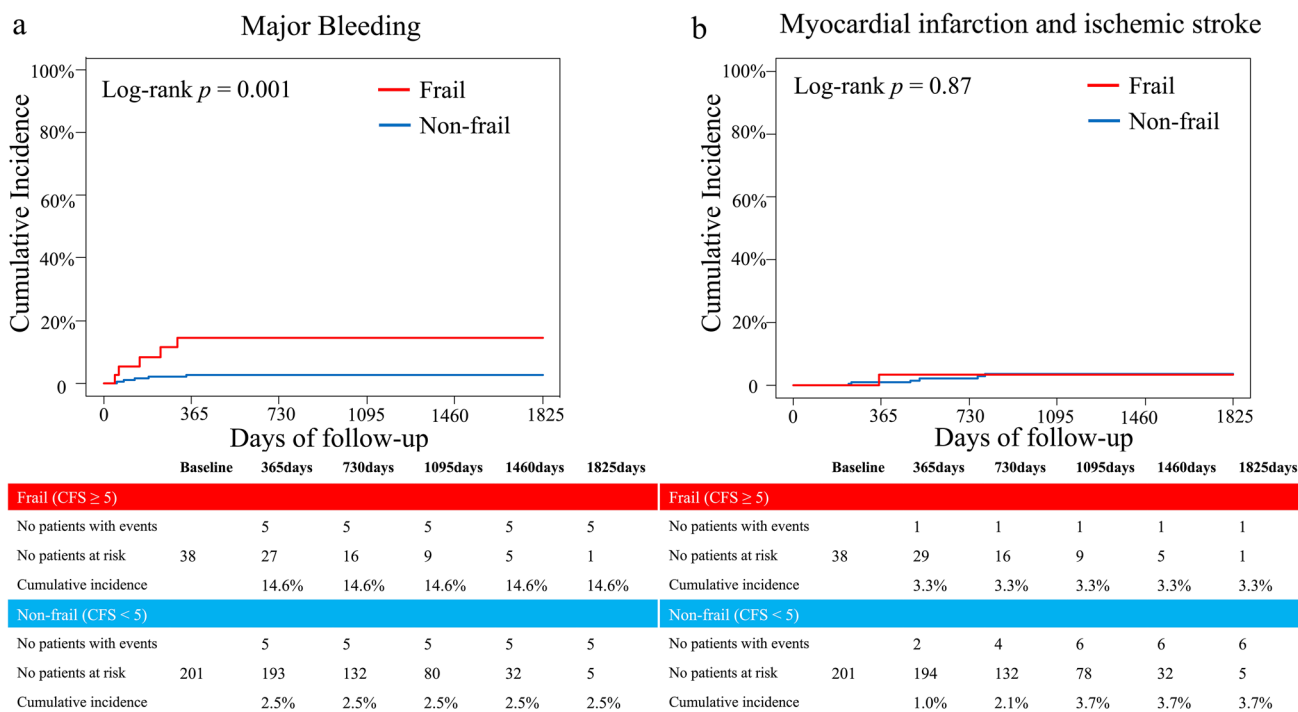 a
Major Bleeding
100%
80%
60%
40%
20%
0
Cumulative Incidence
Log-rank p = 0.001
Frail
Non-frail
0 365 730 1095 1460 1825
Days of follow-up
Baseline 365days 730days 1095days 1460days 1825days
Frail (CFS ≥ 5)
No patients with events 5 5 5 5 5
No patients at risk 38 27 16 9 5 1
Cumulative incidence 14.6% 14.6% 14.6% 14.6% 14.6%
Non-frail (CFS < 5)
No patients with events 5 5 5 5 5
No patients at risk 201 193 132 80 32 5
Cumulative incidence 2.5% 2.5% 2.5% 2.5% 2.5%
b
Myocardial infarction and ischemic stroke
100%
80%
60%
40%
20%
0
Cumulative Incidence
Log-rank p = 0.87
Frail
Non-frail
0 365 730 1095 1460 1825
Days of follow-up
Baseline 365days 730days 1095days 1460days 1825days
Frail (CFS ≥ 5)
No patients with events 1 1 1 1 1
No patients at risk 38 29 16 9 5 1
Cumulative incidence 3.3% 3.3% 3.3% 3.3% 3.3%
Non-frail (CFS < 5)
No patients with events 2 4 6 6 6
No patients at risk 201 194 132 78 32 5
Cumulative incidence 1.0% 2.1% 3.7% 3.7% 3.7%